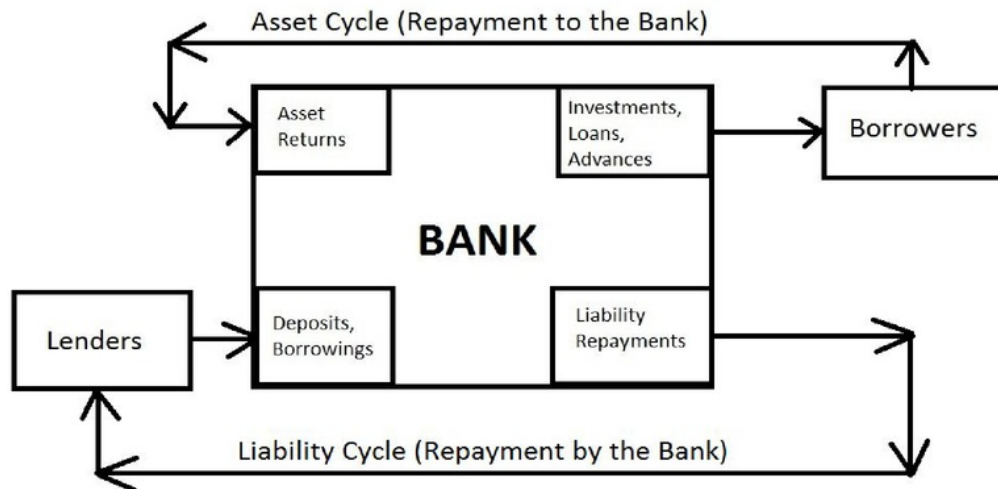 Asset Cycle (Repayment to the Bank)
Asset
Returns
Investments,
Loans,
Advances
Borrowers
BANK
Lenders
Deposits,
Borrowings
Liability
Repayments
Liability Cycle (Repayment by the Bank)